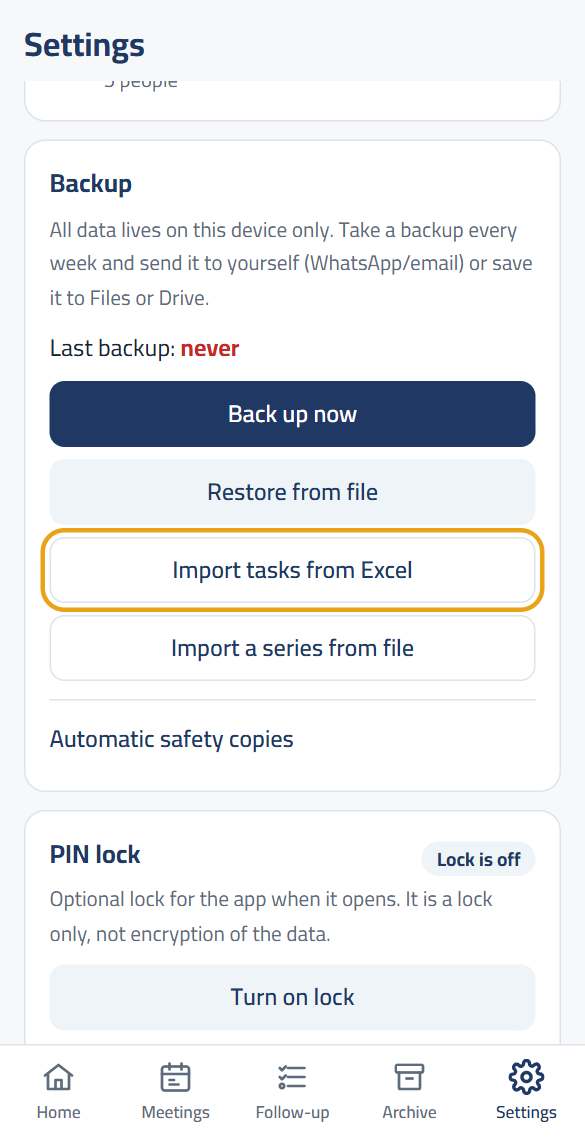 Settings
5 people
Backup
All data lives on this device only. Take a backup every
week and send it to yourself (WhatsApp/email) or save
it to Files or Drive.
Last backup: never
Back up now
Restore from file
Import tasks from Excel
Import a series from file
Automatic safety copies
PIN lock
Lock is off
Optional lock for the app when it opens. It is a lock
only, not encryption of the data.
Turn on lock
Home
Meetings
Follow-up
Archive
Settings